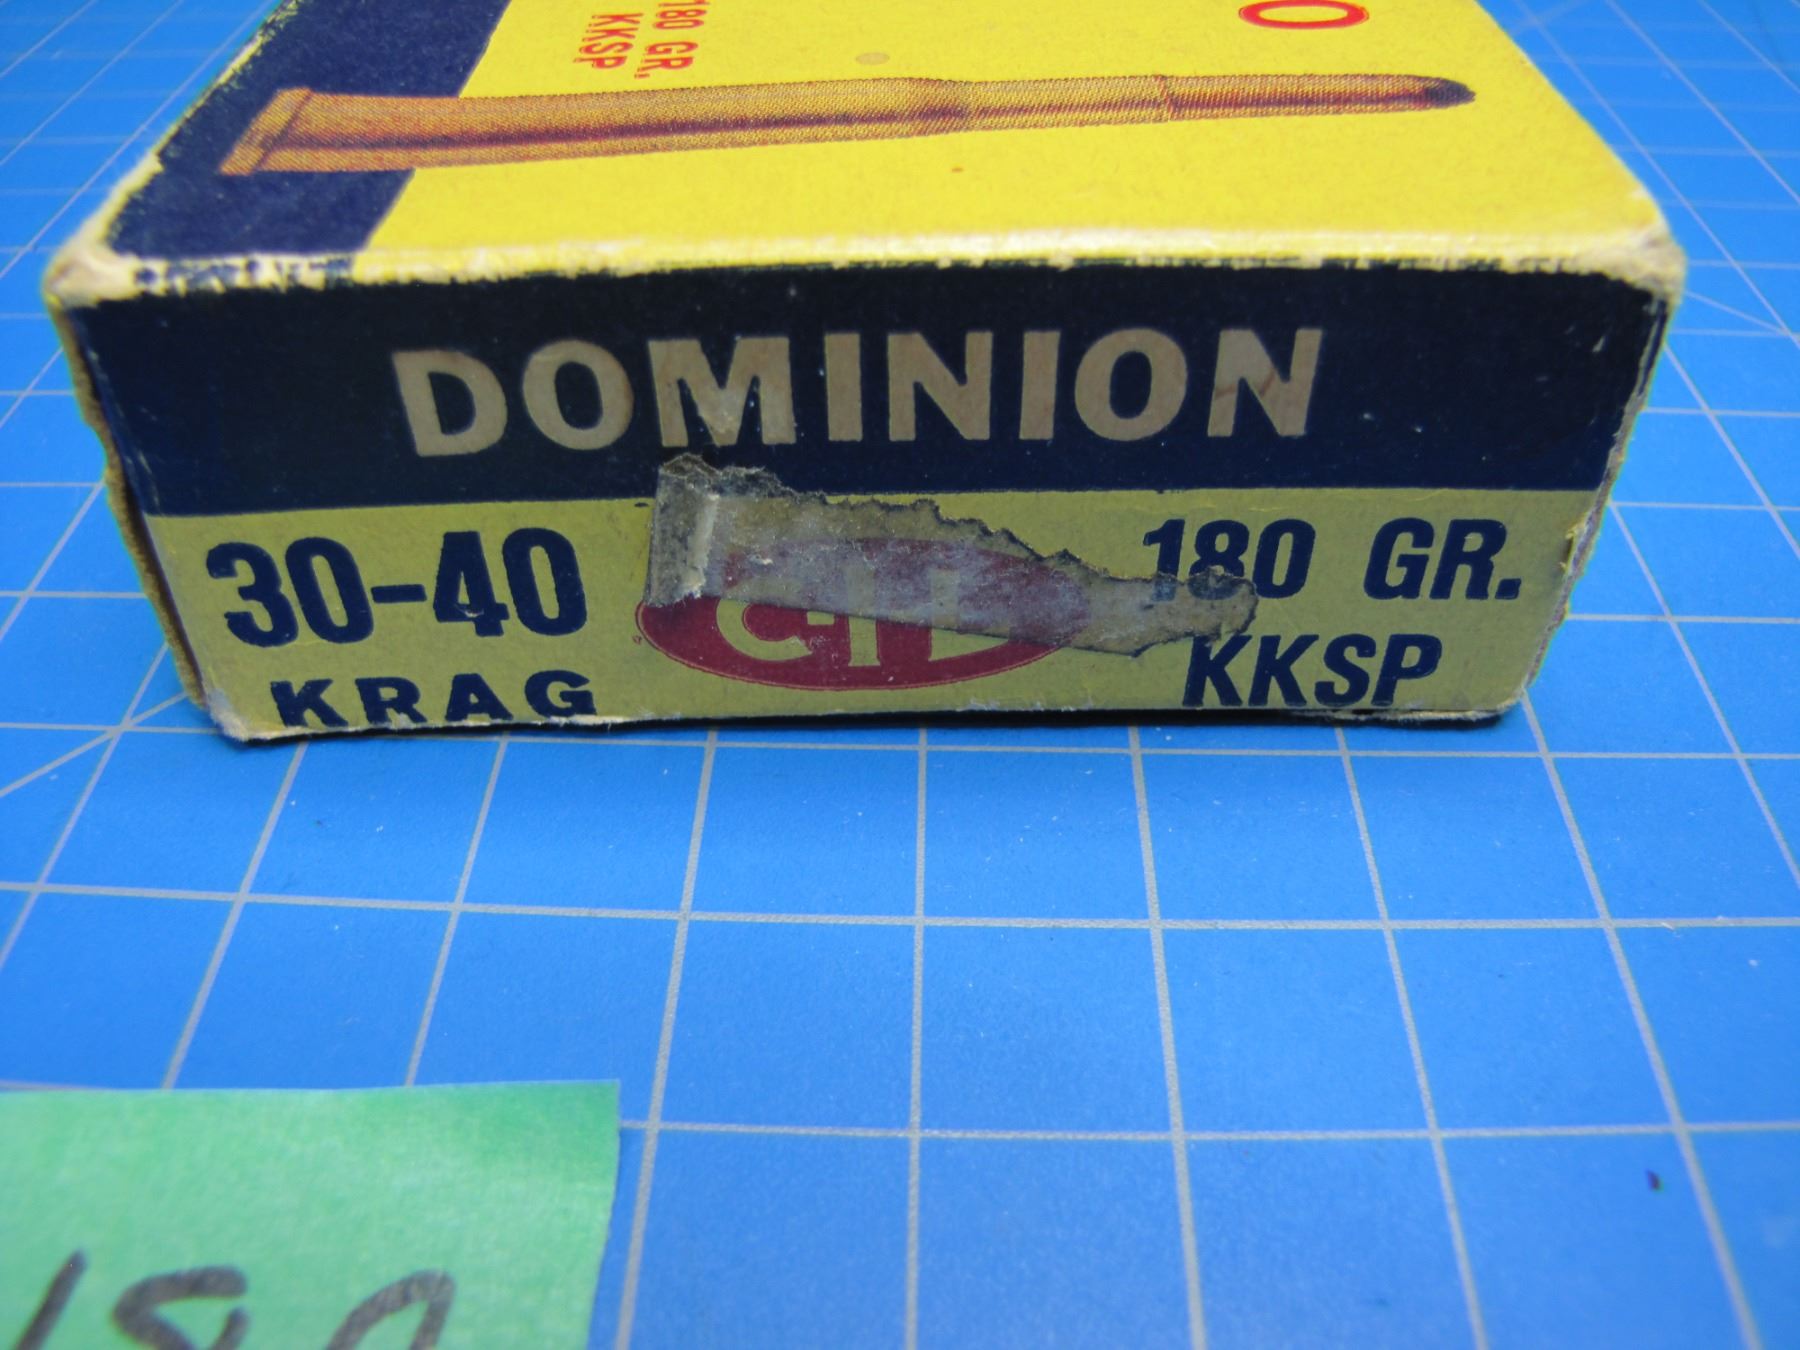 180 GR.
KKSP
O
DOMINION
30-40
KRAG
C-I-L
180 GR.
KKSP